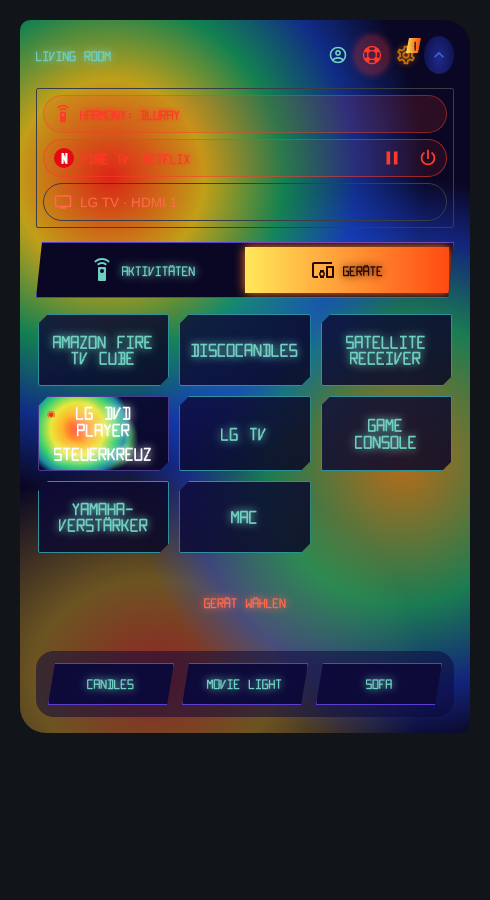 LIVING ROOM
1
HARMONY: BLURAY
N
FIRE TV: NETFLIX
LG TV - HDMI 1
AKTIVITÄTEN
GERÄTE
AMAZON FIRE
TV CUBE
DISCOCANDLES
SATELLITE
RECEIVER
LG DVD
PLAYER
STEUERKREUZ
LG TV
GAME
CONSOLE
YAMAHA-
VERSTÄRKER
MAC
GERÄT WÄHLEN
CANDLES
MOVIE LIGHT
SOFA